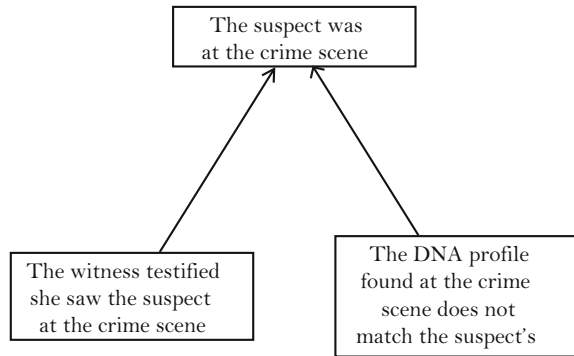 The suspect was
at the crime scene
The witness testified
she saw the suspect
at the crime scene
The DNA profile
found at the crime
scene does not
match the suspect's